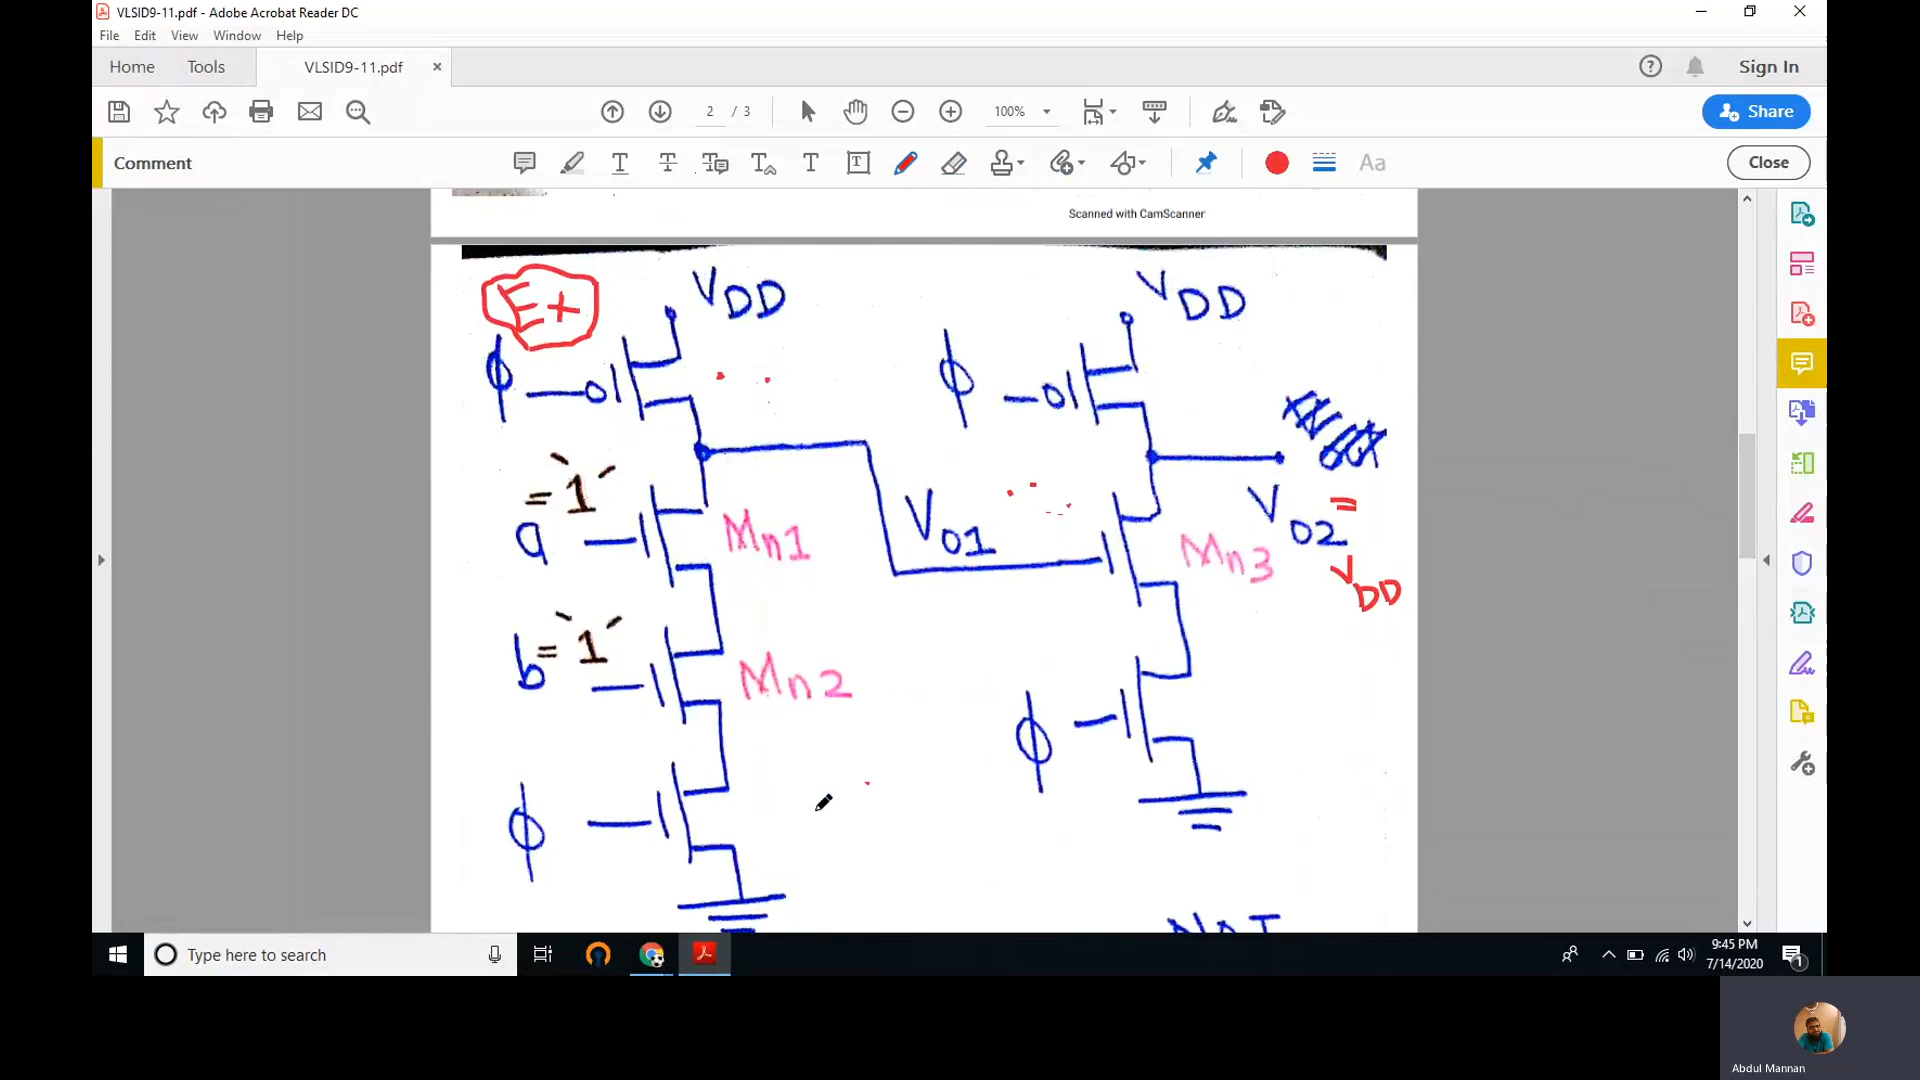 VLSID9-11.pdf - Adobe Acrobat Reader DC
File Edit View Window Help
Home Tools VLSID9-11.pdf × Sign In
2 / 3 100% Share
Comment Aa Close
Scanned with CamScanner
Ex
VDD
VDD
ϕ
ϕ
= `1´
a
Mn1
V01
V02 = VDD
Mn3
b = `1´
Mn2
ϕ
ϕ
Type here to search
9:45 PM
7/14/2020
1
Abdul Mannan